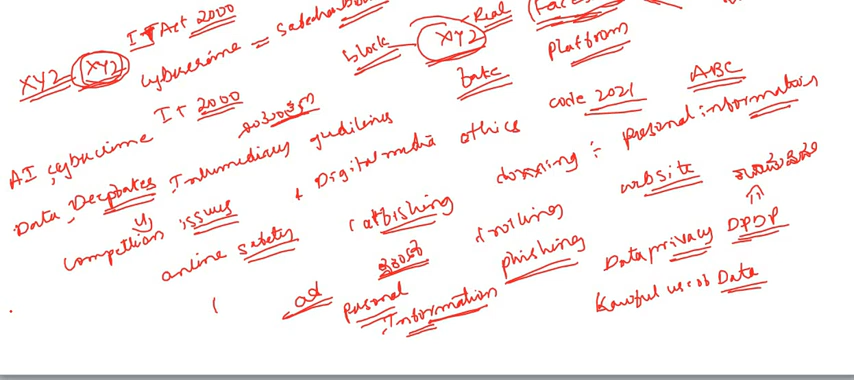 IT Act 2000
XYZ XYZ cybercrime = block XYZ Real
fake Platform
AI, cybercrime IT 2000
Data, Deepfakes Intermediary guidelines code 2021 ABC
competition issues + Digital media ethics doxxing :- personal information
online safety catfishing trolling website
ad phishing Data privacy DPDP
Personal Information Lawful use of Data